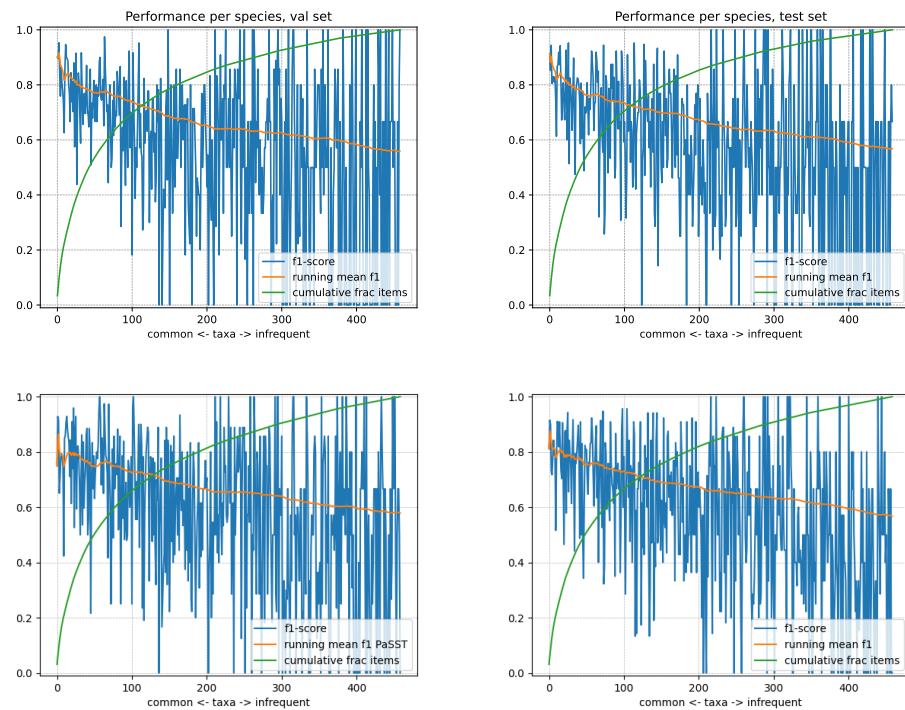 Performance per species, val set
1.0
0.8
0.6
0.4
0.2
0.0
f1-score
running mean f1
cumulative frac items
0 100 200 300 400
common <- taxa -> infrequent
Performance per species, test set
1.0
0.8
0.6
0.4
0.2
0.0
f1-score
running mean f1
cumulative frac items
0 100 200 300 400
common <- taxa -> infrequent
1.0
0.8
0.6
0.4
0.2
0.0
f1-score
running mean f1 PaSST
cumulative frac items
0 100 200 300 400
common <- taxa -> infrequent
1.0
0.8
0.6
0.4
0.2
0.0
f1-score
running mean f1
cumulative frac items
0 100 200 300 400
common <- taxa -> infrequent